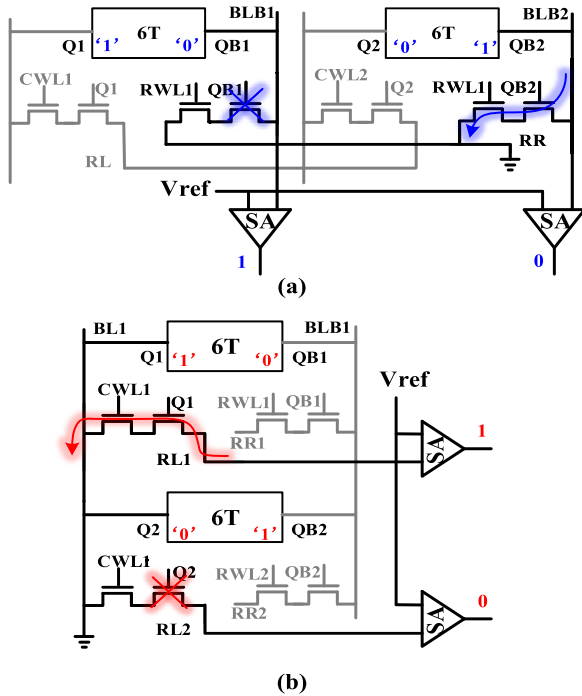 BLB1 BLB2
Q1 ‘1’ 6T ‘0’ QB1 Q2 ‘0’ 6T ‘1’ QB2
CWL1 Q1 RWL1 QB1 CWL2 Q2 RWL1 QB2
RL RR
Vref
SA SA
1 0
(a)
BL1 BLB1
Q1 ‘1’ 6T ‘0’ QB1
Vref
CWL1 Q1 RWL1 QB1
RR1
RL1 SA 1
Q2 ‘0’ 6T ‘1’ QB2
CWL1 Q2 RWL2 QB2
RR2
RL2 SA 0
(b)